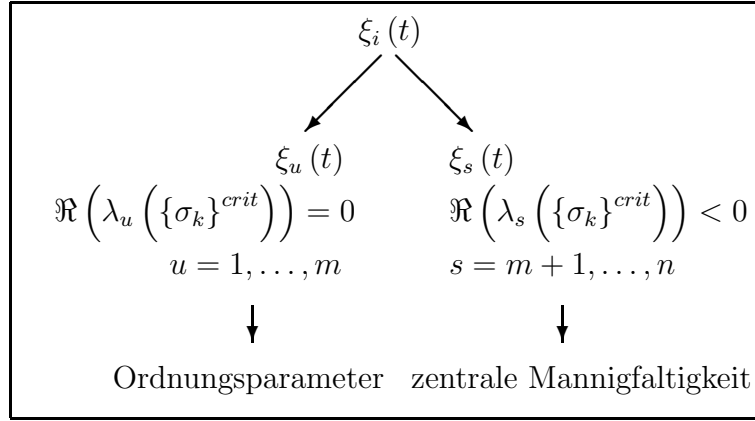 ξ_i (t)
ξ_u (t) ξ_s (t)
ℜ(λ_u({σ_k}^{crit})) = 0 ℜ(λ_s({σ_k}^{crit})) < 0
u = 1, . . . , m s = m + 1, . . . , n
Ordnungsparameter zentrale Mannigfaltigkeit